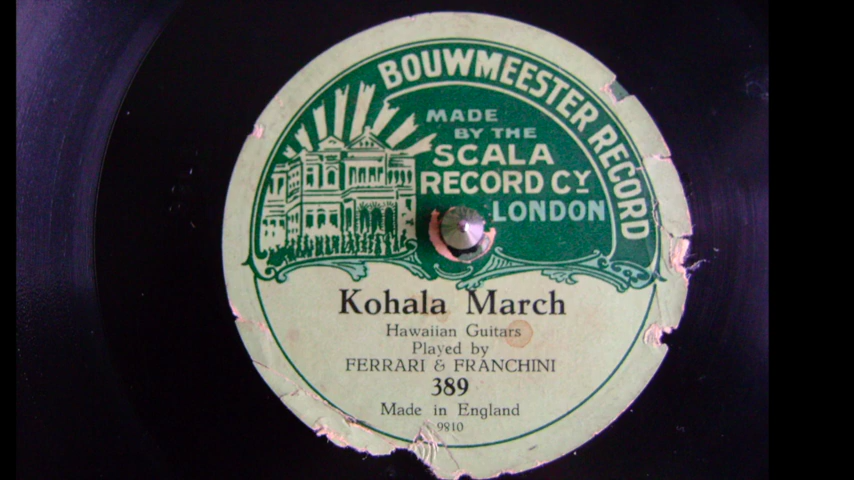 BOUWMEESTER RECORD
MADE
BY THE
SCALA
RECORD CY
LONDON
Kohala March
Hawaiian Guitars
Played by
FERRARI & FRANCHINI
389
Made in England
9810